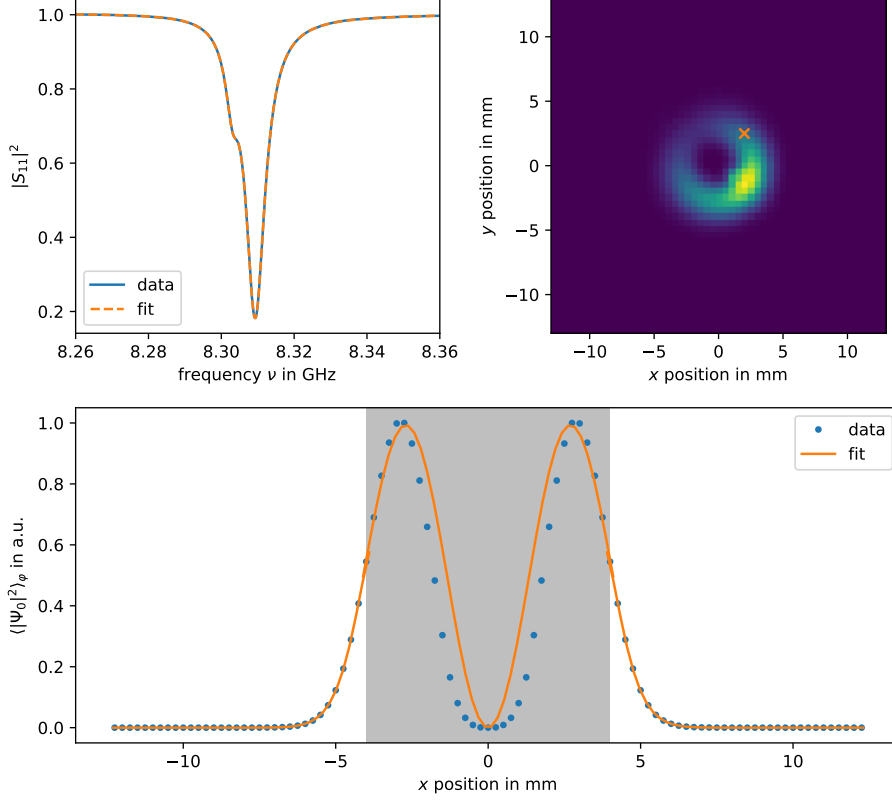 1.0
0.8
0.6
0.4
0.2
|S₁₁|²
data
fit
8.26 8.28 8.30 8.32 8.34 8.36
frequency ν in GHz
10
5
0
−5
−10
y position in mm
−10 −5 0 5 10
x position in mm
1.0
0.8
0.6
0.4
0.2
0.0
⟨|Ψ₀|²⟩φ in a.u.
data
fit
−10 −5 0 5 10
x position in mm